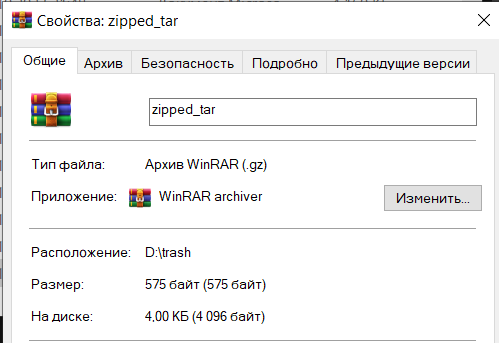 Свойства: zipped_tar
Общие Архив Безопасность Подробно Предыдущие версии
zipped_tar
Тип файла: Архив WinRAR (.gz)
Приложение: WinRAR archiver Изменить...
Расположение: D:\trash
Размер: 575 байт (575 байт)
На диске: 4,00 КБ (4 096 байт)